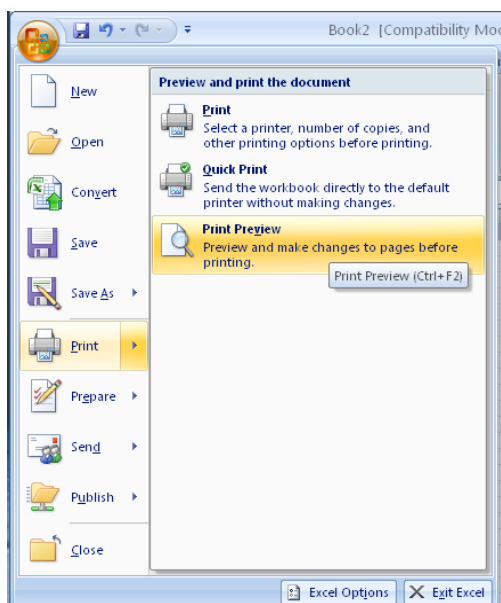 Book2 [Compatibility Mo
New
Open
Convert
Save
Save As
Print
Prepare
Send
Publish
Close
Preview and print the document
Print
Select a printer, number of copies, and
other printing options before printing.
Quick Print
Send the workbook directly to the default
printer without making changes.
Print Preview
Preview and make changes to pages before
printing.
Print Preview (Ctrl+F2)
Excel Options
Exit Excel